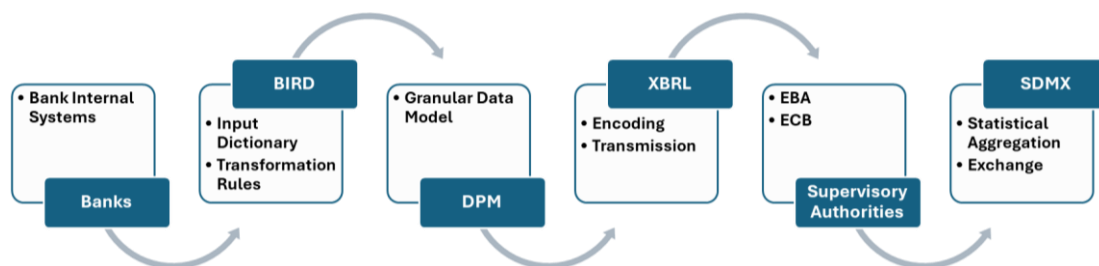 • Bank Internal
Systems
Banks
BIRD
• Input
Dictionary
• Transformation
Rules
• Granular Data
Model
DPM
XBRL
• Encoding
• Transmission
• EBA
• ECB
Supervisory
Authorities
SDMX
• Statistical
Aggregation
• Exchange